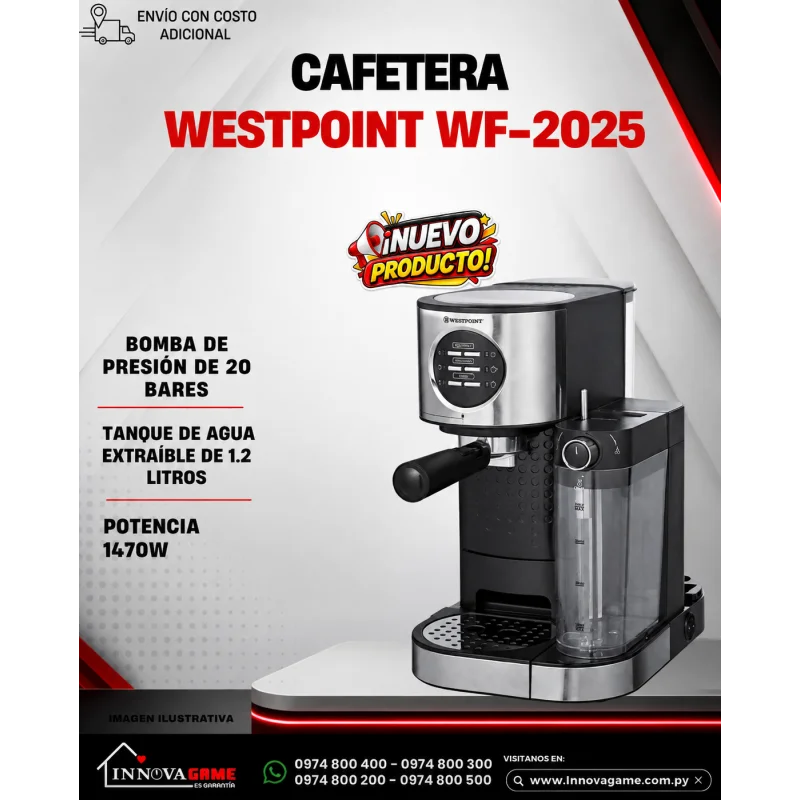 ENVÍO CON COSTO
ADICIONAL
CAFETERA
WESTPOINT WF-2025
¡NUEVO
PRODUCTO!
WESTPOINT
BOMBA DE
PRESIÓN DE 20
BARES
TANQUE DE AGUA
EXTRAÍBLE DE 1.2
LITROS
POTENCIA
1470W
IMAGEN ILUSTRATIVA
INNOVA GAME
ES GARANTÍA
0974 800 400 - 0974 800 300
0974 800 200 - 0974 800 500
VISITANOS EN:
www.Innovagame.com.py